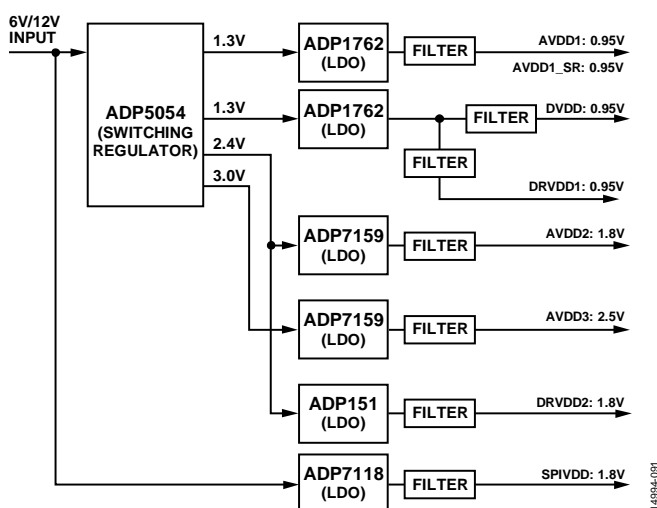 6V/12V
INPUT
ADP5054
(SWITCHING
REGULATOR)
1.3V
ADP1762
(LDO)
FILTER
AVDD1: 0.95V
AVDD1_SR: 0.95V
1.3V
ADP1762
(LDO)
FILTER
DVDD: 0.95V
FILTER
DRVDD1: 0.95V
2.4V
3.0V
ADP7159
(LDO)
FILTER
AVDD2: 1.8V
ADP7159
(LDO)
FILTER
AVDD3: 2.5V
ADP151
(LDO)
FILTER
DRVDD2: 1.8V
ADP7118
(LDO)
FILTER
SPIVDD: 1.8V
14994-091